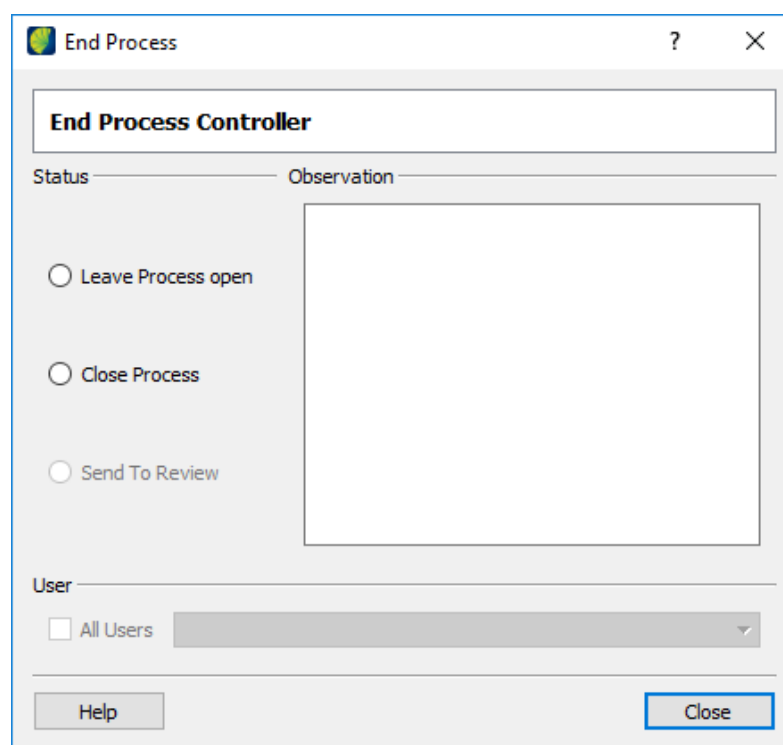 End Process
?
End Process Controller
Status
Observation
Leave Process open
Close Process
Send To Review
User
All Users
Help
Close